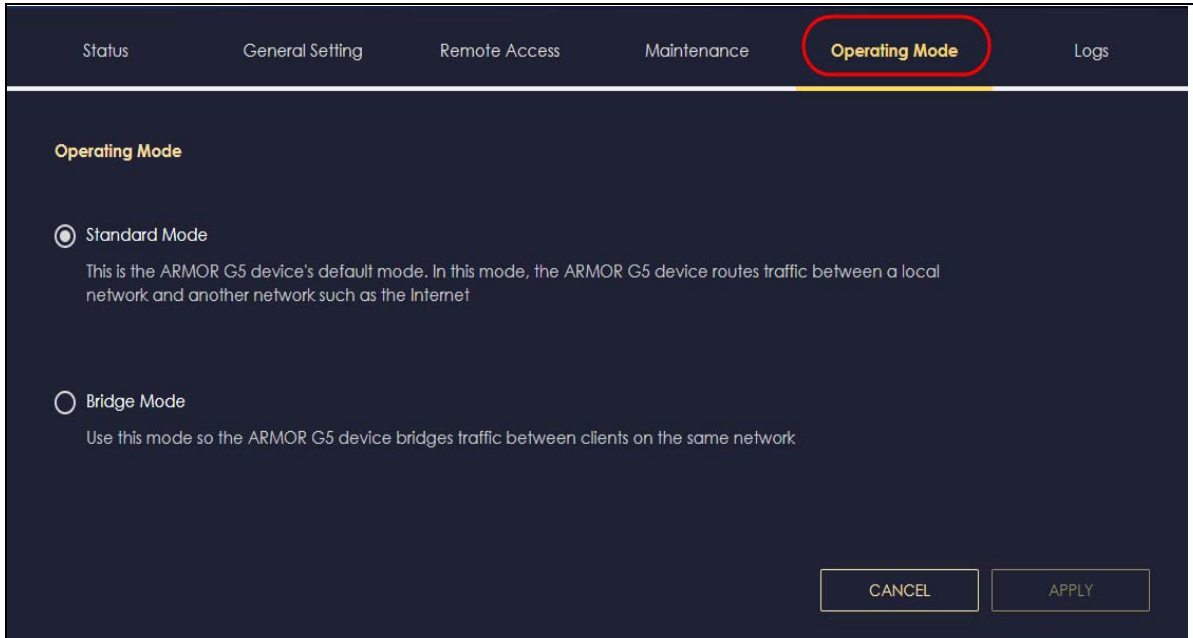 Status General Setting Remote Access Maintenance Operating Mode Logs
Operating Mode
Standard Mode
This is the ARMOR G5 device's default mode. In this mode, the ARMOR G5 device routes traffic between a local
network and another network such as the Internet
Bridge Mode
Use this mode so the ARMOR G5 device bridges traffic between clients on the same network
CANCEL APPLY